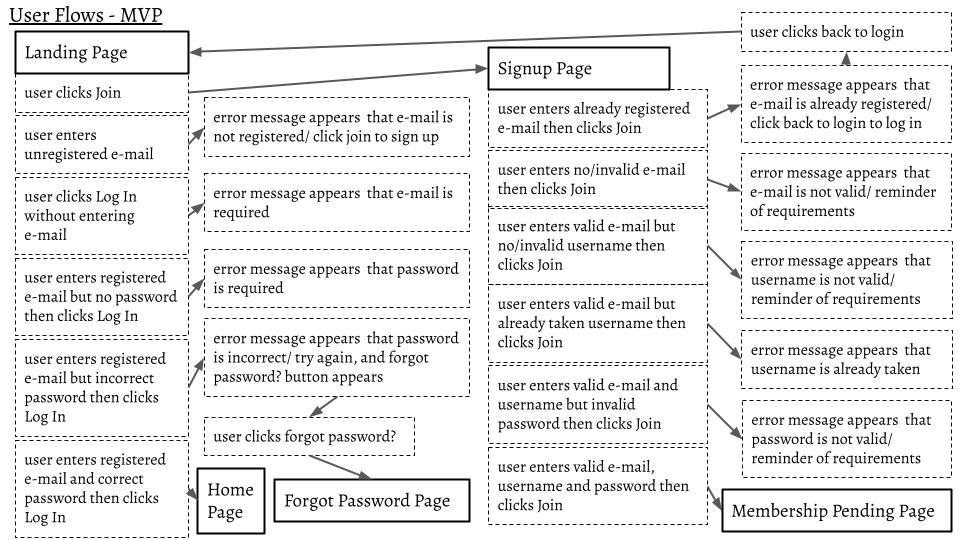 User Flows - MVP
Landing Page
user clicks Join
user enters
unregistered e-mail
user clicks Log In
without entering
e-mail
user enters registered
e-mail but no password
then clicks Log In
user enters registered
e-mail but incorrect
password then clicks
Log In
user enters registered
e-mail and correct
password then clicks
Log In
error message appears that e-mail is
not registered/ click join to sign up
error message appears that e-mail is
required
error message appears that password
is required
error message appears that password
is incorrect/ try again, and forgot
password? button appears
user clicks forgot password?
Home
Page
Forgot Password Page
Signup Page
user enters already registered
e-mail then clicks Join
user enters no/invalid e-mail
then clicks Join
user enters valid e-mail but
no/invalid username then
clicks Join
user enters valid e-mail but
already taken username then
clicks Join
user enters valid e-mail and
username but invalid
password then clicks Join
user enters valid e-mail,
username and password then
clicks Join
user clicks back to login
error message appears that
e-mail is already registered/
click back to login to log in
error message appears that
e-mail is not valid/ reminder
of requirements
error message appears that
username is not valid/
reminder of requirements
error message appears that
username is already taken
error message appears that
password is not valid/
reminder of requirements
Membership Pending Page